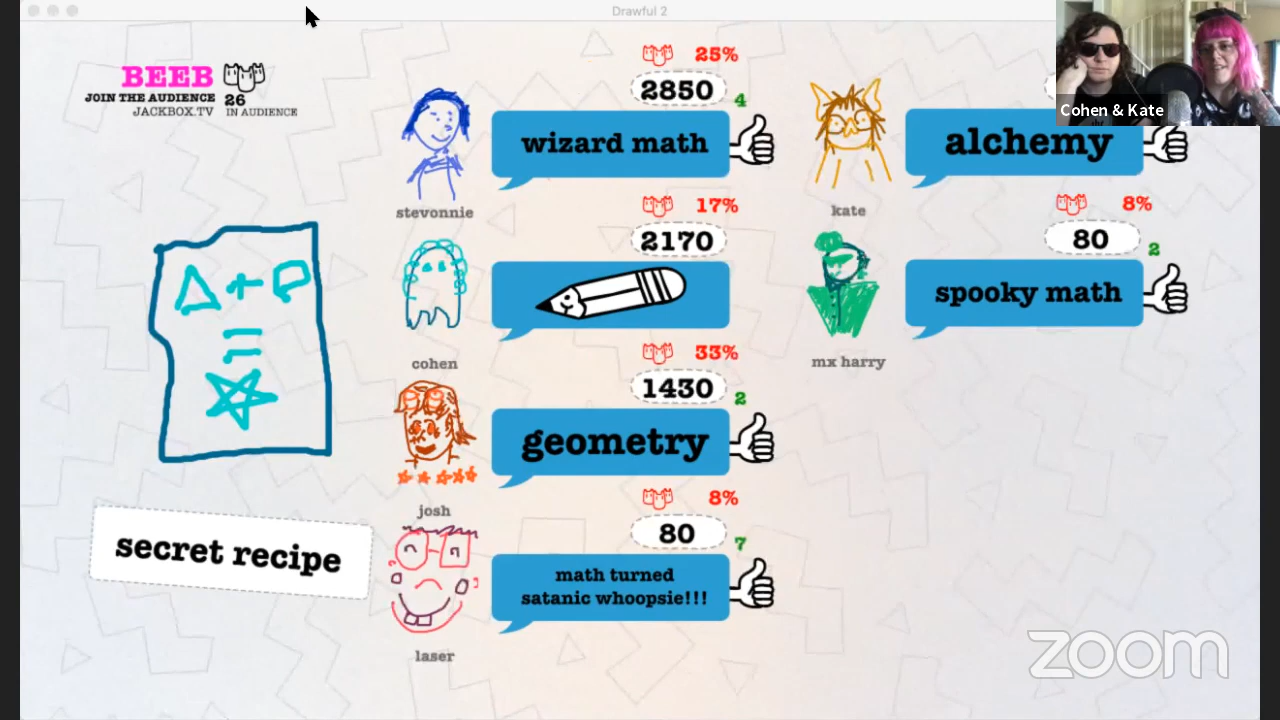 Drawful 2
BEEB
JOIN THE AUDIENCE
JACKBOX.TV
26
IN AUDIENCE
25%
2850
4
wizard math
stevonnie
17%
2170
cohen
33%
1430
2
geometry
josh
8%
80
7
math turned
satanic whoopsie!!!
laser
alchemy
kate
8%
80
2
spooky math
mx harry
secret recipe
Cohen & Kate
zoom